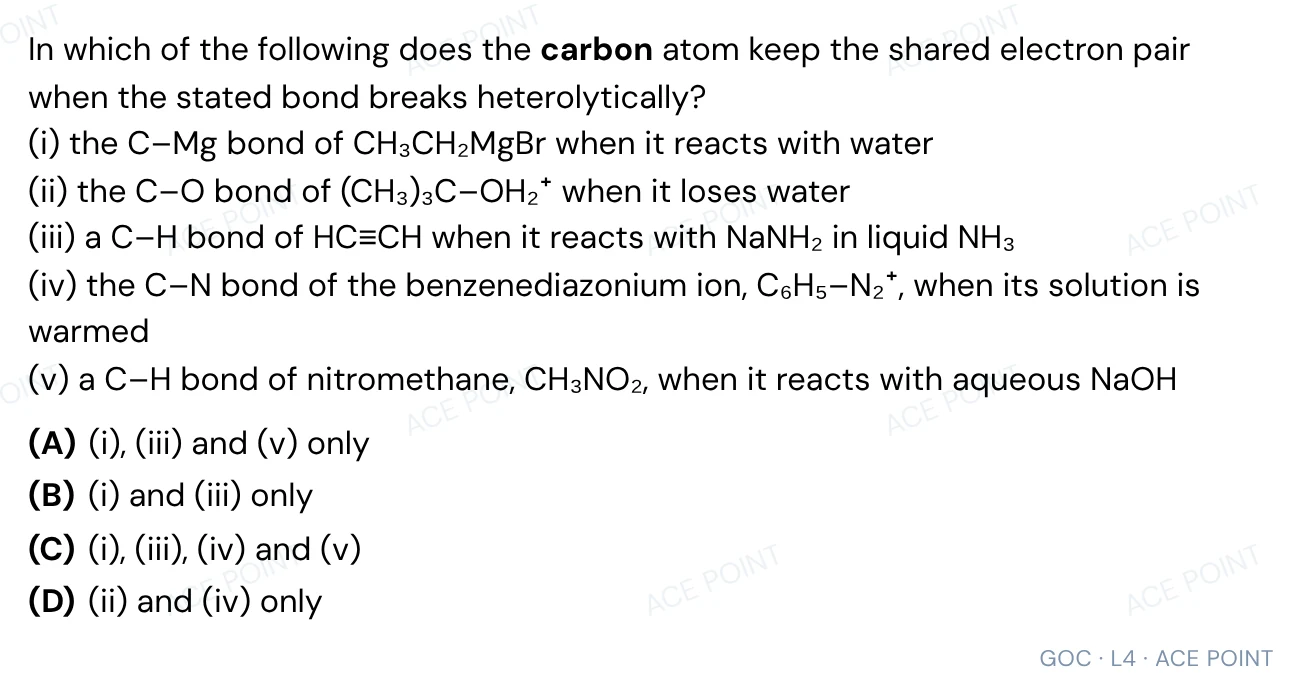 In which of the following does the carbon atom keep the shared electron pair
when the stated bond breaks heterolytically?
(i) the C–Mg bond of CH₃CH₂MgBr when it reacts with water
(ii) the C–O bond of (CH₃)₃C–OH₂⁺ when it loses water
(iii) a C–H bond of HC≡CH when it reacts with NaNH₂ in liquid NH₃
(iv) the C–N bond of the benzenediazonium ion, C₆H₅–N₂⁺, when its solution is
warmed
(v) a C–H bond of nitromethane, CH₃NO₂, when it reacts with aqueous NaOH
(A) (i), (iii) and (v) only
(B) (i) and (iii) only
(C) (i), (iii), (iv) and (v)
(D) (ii) and (iv) only
GOC · L4 · ACE POINT